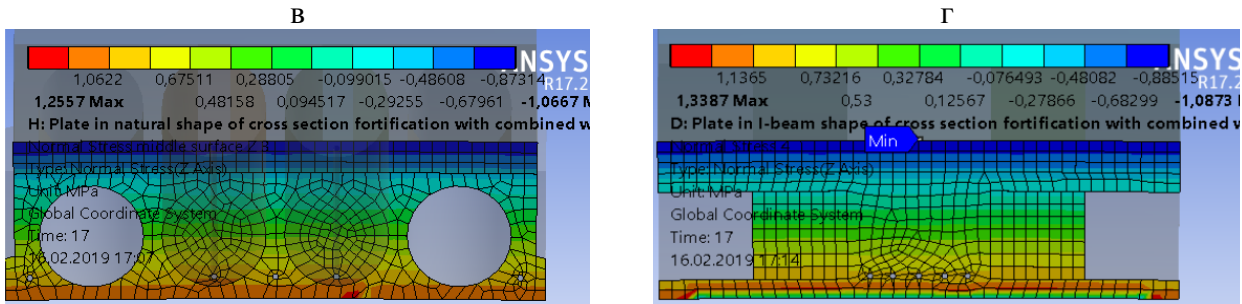 в
ANSYS
R17.2
1,0622 0,67511 0,28805 -0,099015 -0,48608 -0,87314
1,2557 Max 0,48158 0,094517 -0,29255 -0,67961 -1,0667
H: Plate in natural shape of cross section fortification with combined
Normal Stress middle surface Z 3
Type: Normal Stress(Z Axis)
Unit: MPa
Global Coordinate System
Time: 17
16.02.2019 17:07
г
ANSYS
R17.2
1,1365 0,73216 0,32784 -0,076493 -0,48082 -0,88515
1,3387 Max 0,53 0,12567 -0,27866 -0,68299 -1,0873
D: Plate in I-beam shape of cross section fortification with combined
Min
Type: Normal Stress(Z Axis)
Unit: MPa
Global Coordinate System
Time: 17
16.02.2019 17:14